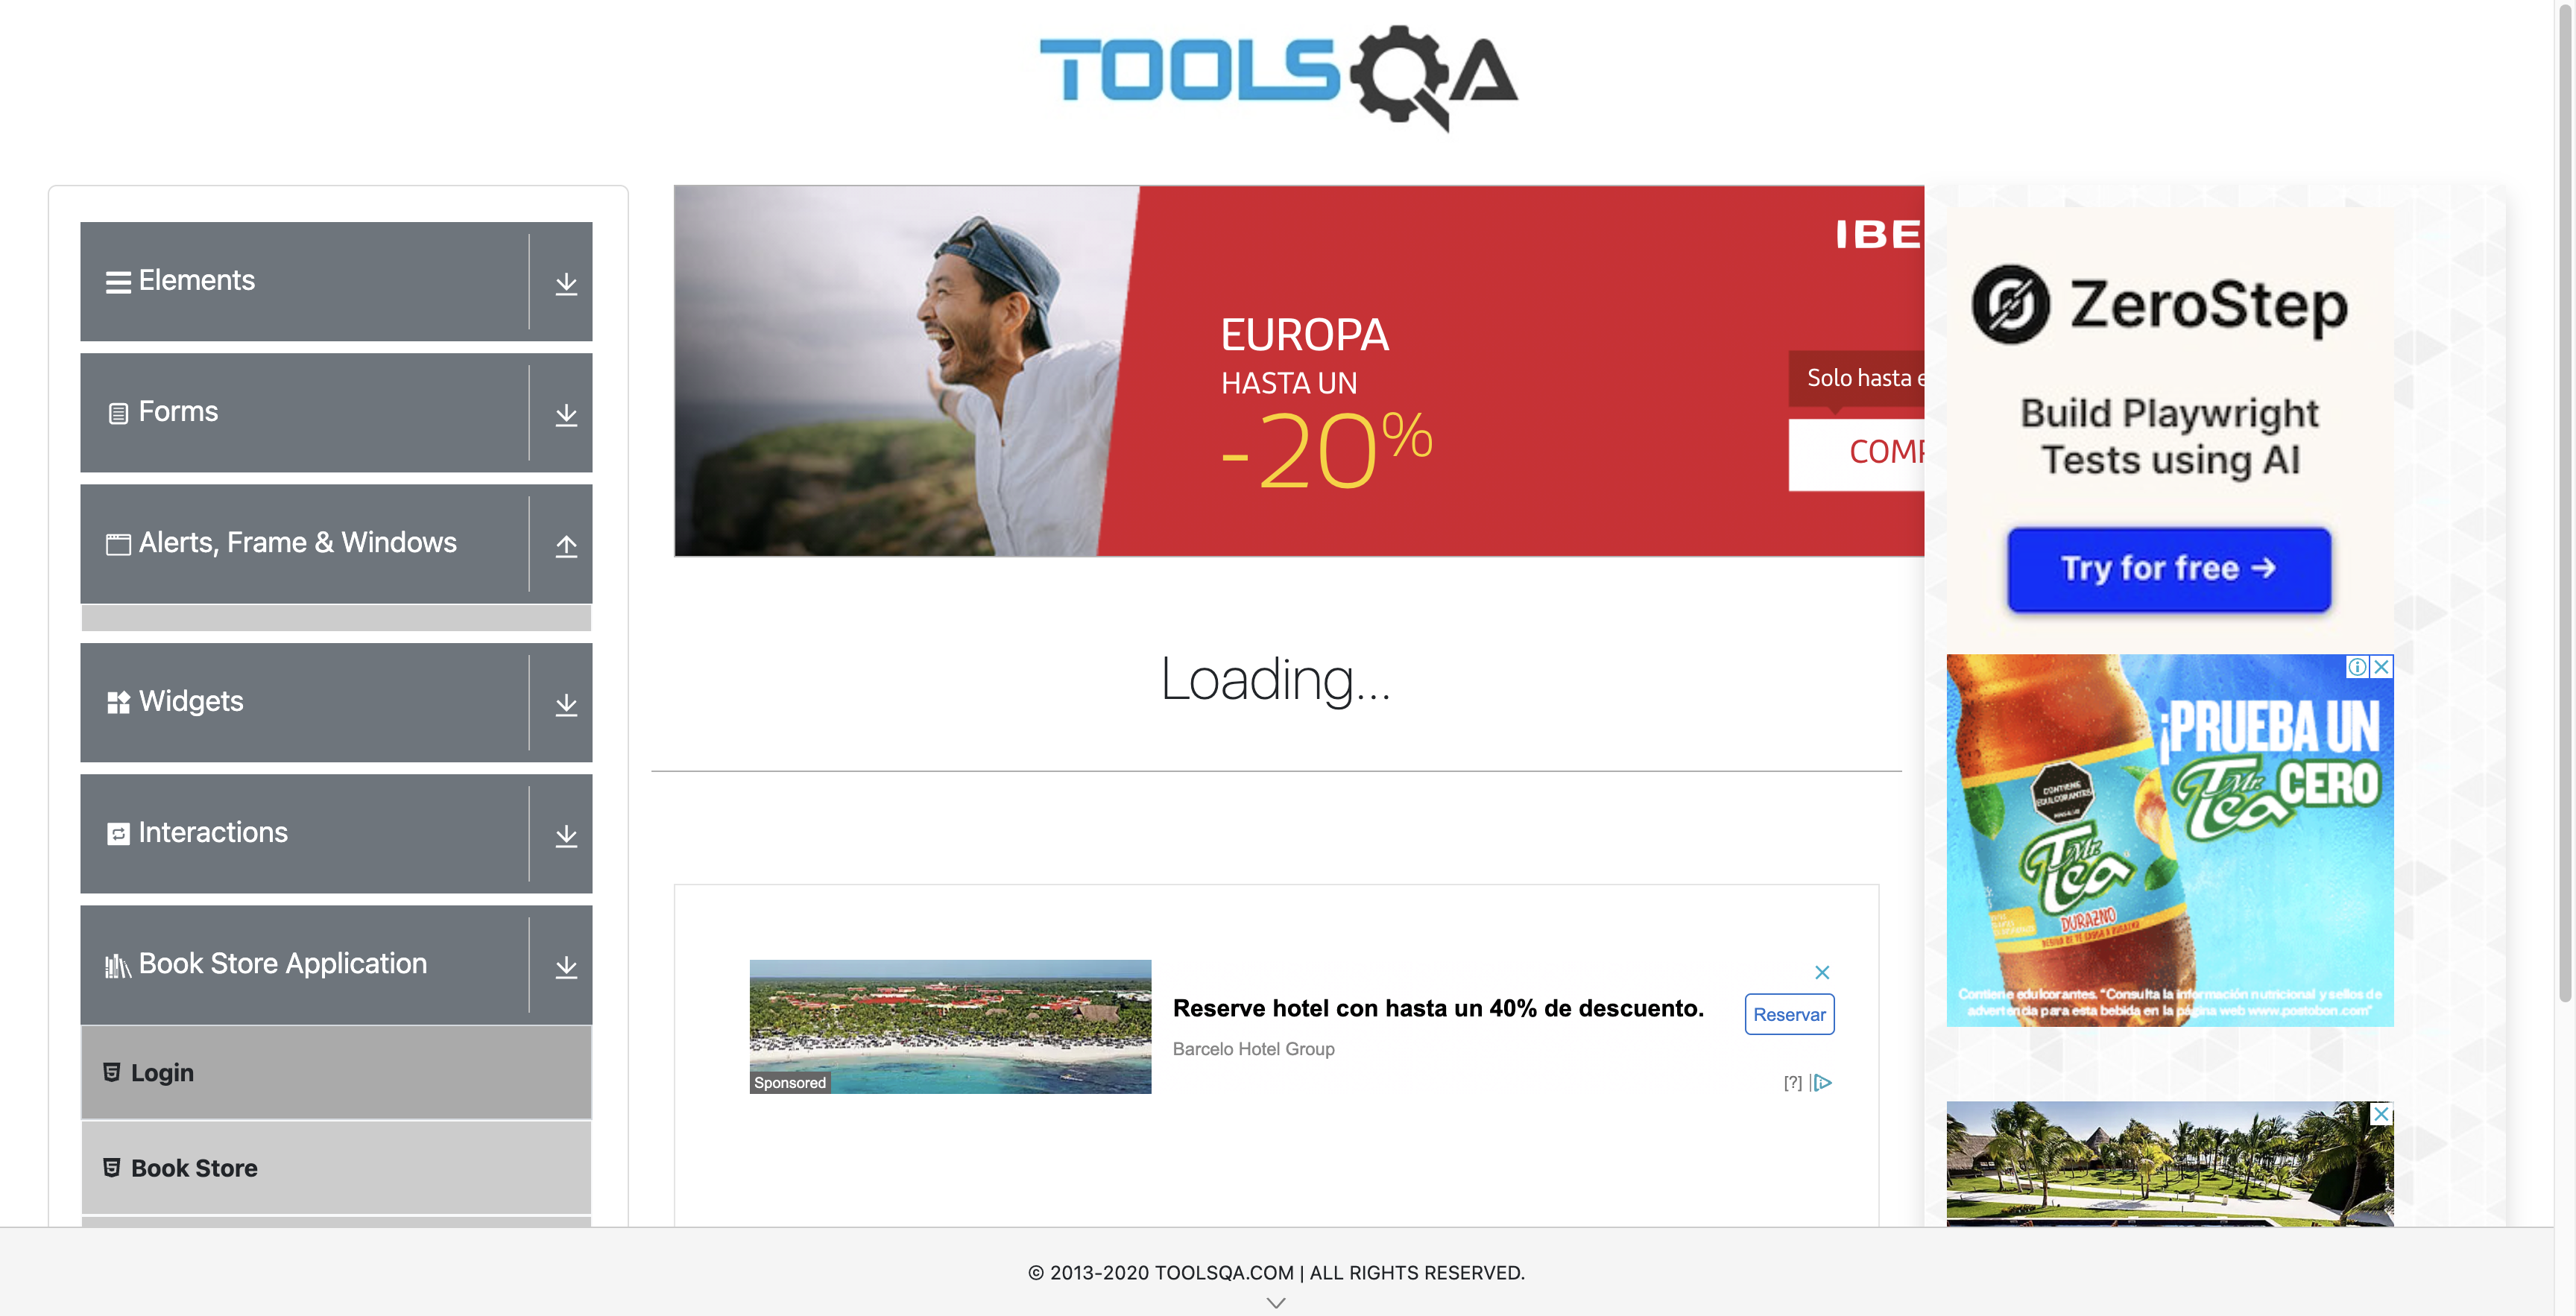 TOOLSQA
Elements
Forms
Alerts, Frame & Windows
Widgets
Interactions
Book Store Application
Login
Book Store
IBE
EUROPA
HASTA UN
-20%
Solo hasta e
COMP
Loading...
Reserve hotel con hasta un 40% de descuento.
Barcelo Hotel Group
Reservar
Sponsored
[?]
ZeroStep
Build Playwright
Tests using AI
Try for free →
¡PRUEBA UN
Mr. Tea CERO
CONTIENE
EDULCORANTES
Mr. Tea
DURAZNO
Contiene edulcorantes. "Consulta la información nutricional y sellos de
advertencia para esta bebida en la página web www.postobon.com"
© 2013-2020 TOOLSQA.COM | ALL RIGHTS RESERVED.